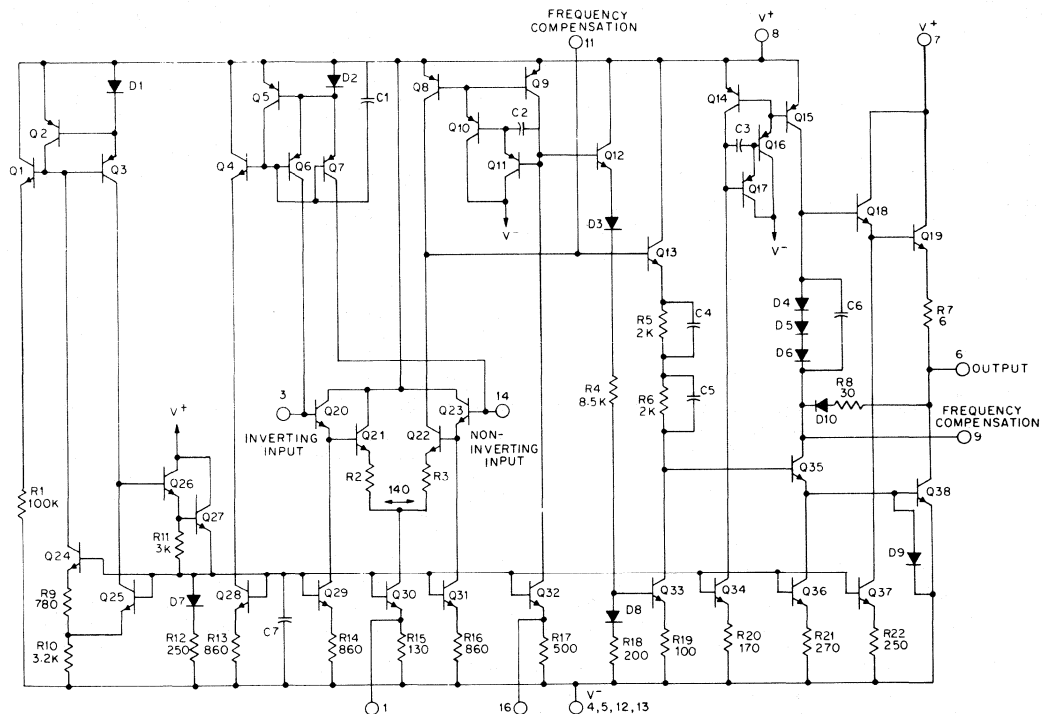 FREQUENCY
COMPENSATION
11
V+
8
V+
7
D1
Q2
Q1
Q3
Q5
D2
C1
Q4
Q6
Q7
Q8
Q9
Q10
C2
Q11
V-
Q12
D3
Q13
Q14
Q15
C3
Q16
Q17
V-
Q18
Q19
D4
D5
D6
C6
R7
6
6
OUTPUT
R5
2K
C4
R6
2K
C5
R4
8.5K
R8
30
D10
FREQUENCY
COMPENSATION
9
3
INVERTING
INPUT
Q20
Q21
Q22
Q23
14
NON-
INVERTING
INPUT
R2
R3
140
Q35
Q38
D9
V+
Q26
Q27
R11
3K
R1
100K
Q24
R9
780
Q25
R10
3.2K
D7
R12
250
Q28
R13
860
C7
Q29
R14
860
Q30
R15
130
Q31
R16
860
Q32
R17
500
D8
R18
200
Q33
R19
100
Q34
R20
170
Q36
R21
270
Q37
R22
250
1
16
V-
4, 5, 12, 13